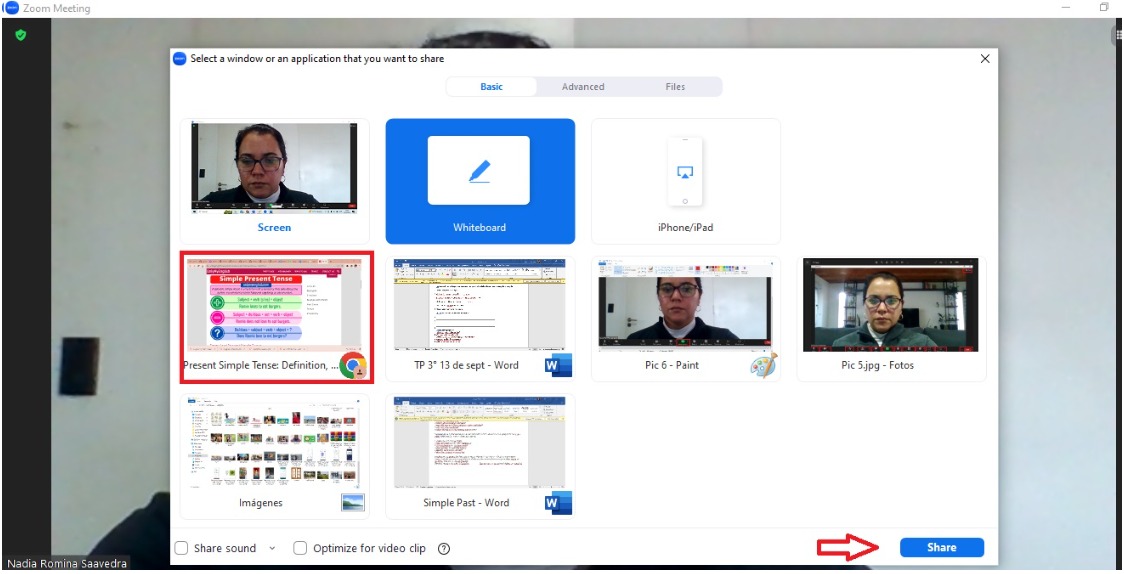 Zoom Meeting
Select a window or an application that you want to share
Basic
Advanced
Files
Screen
Whiteboard
iPhone/iPad
Simple Present Tense
Present Simple Tense: Definition, ...
TP 3° 13 de sept - Word
Pic 6 - Paint
Pic 5.jpg - Fotos
Imágenes
Simple Past - Word
Share sound
Optimize for video clip
Share
Nadia Romina Saavedra